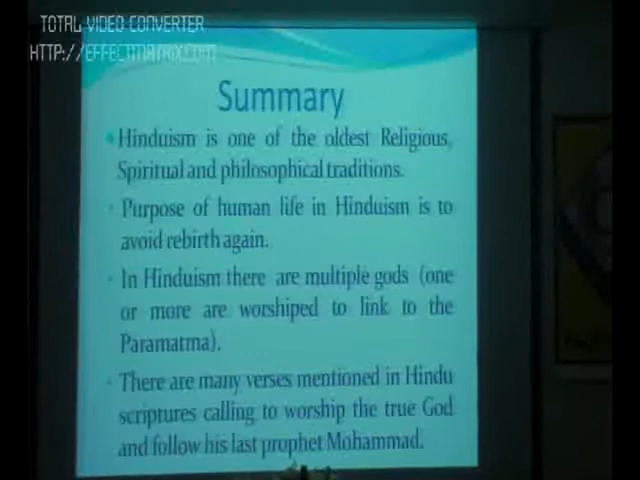 TOTAL VIDEO CONVERTER
HTTP://EFFECTMATRIX.COM
Summary
Hinduism is one of the oldest Religious,
Spiritual and philosophical traditions.
Purpose of human life in Hinduism is to
avoid rebirth again.
In Hinduism there are multiple gods (one
or more are worshiped to link to the
Paramatma).
There are many verses mentioned in Hindu
scriptures calling to worship the true God
and follow his last prophet Mohammad.